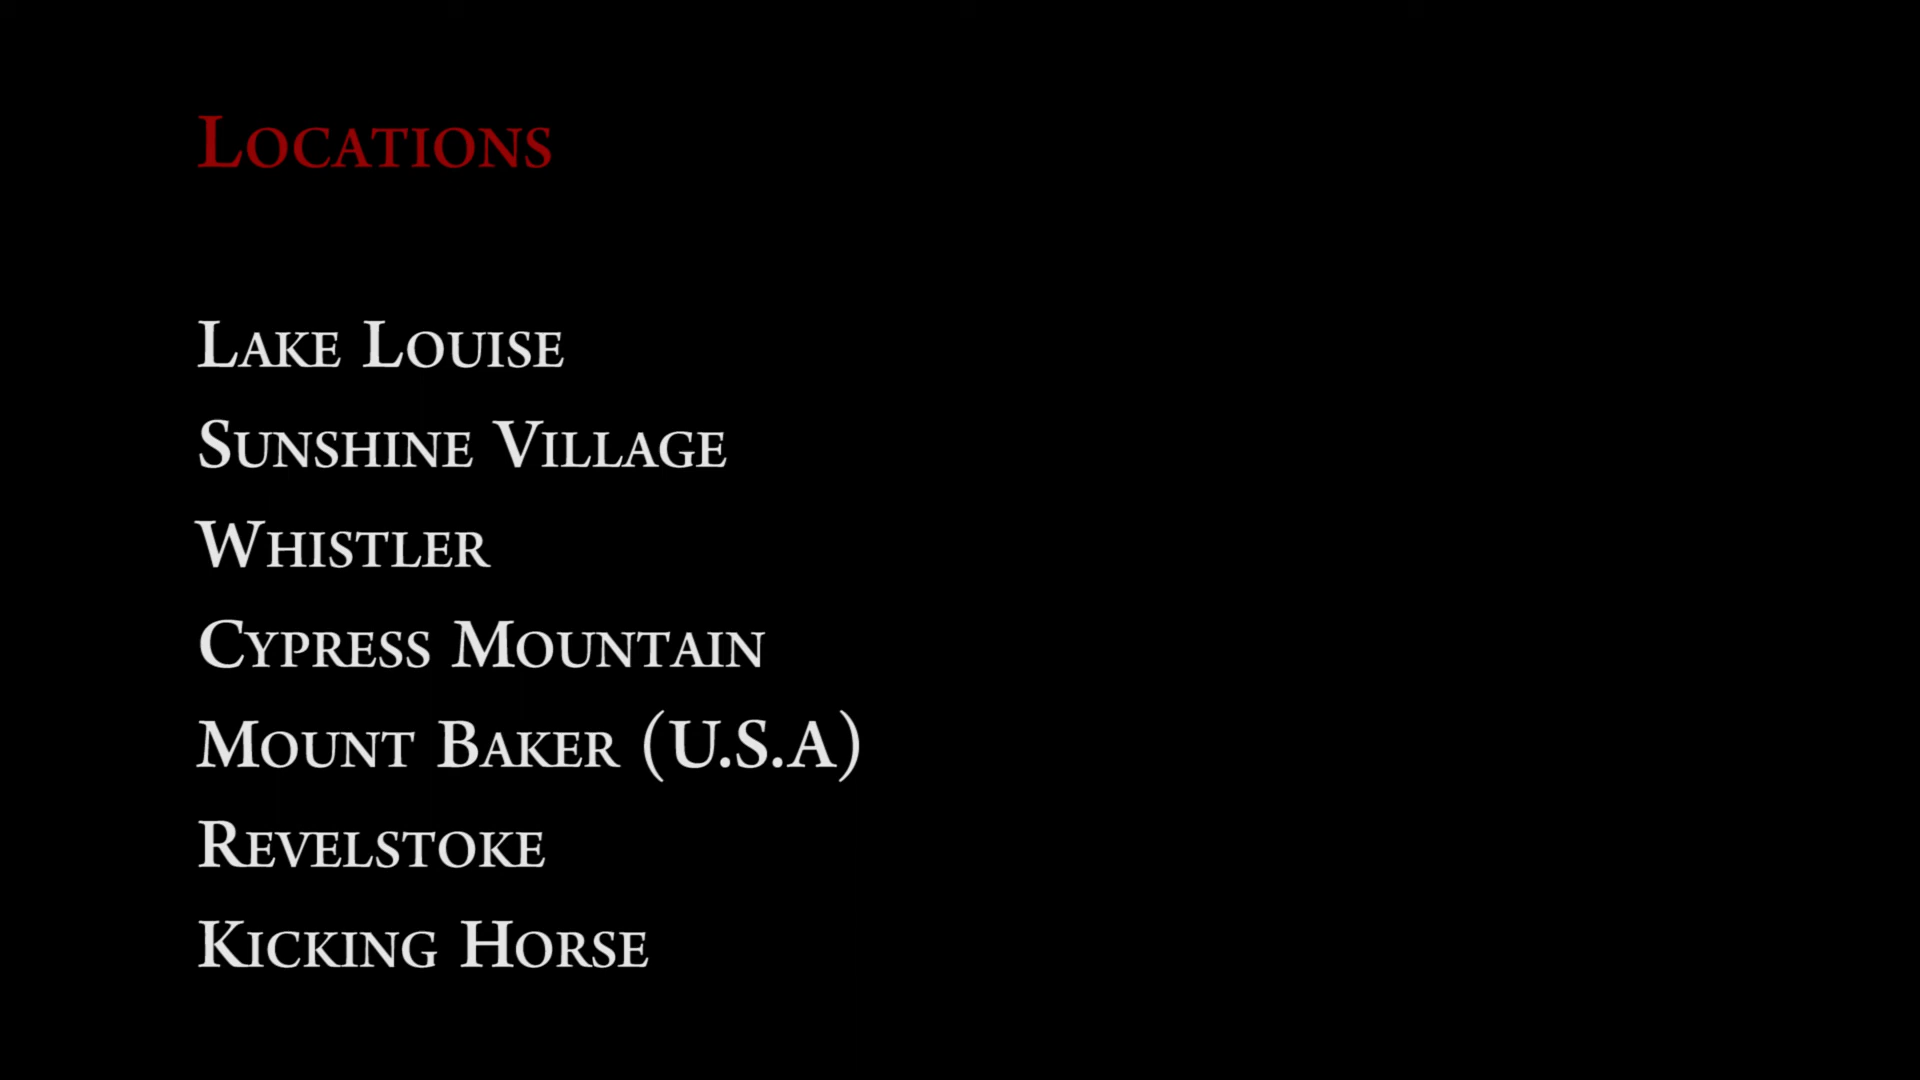 Locations
Lake Louise
Sunshine Village
Whistler
Cypress Mountain
Mount Baker (U.S.A)
Revelstoke
Kicking Horse